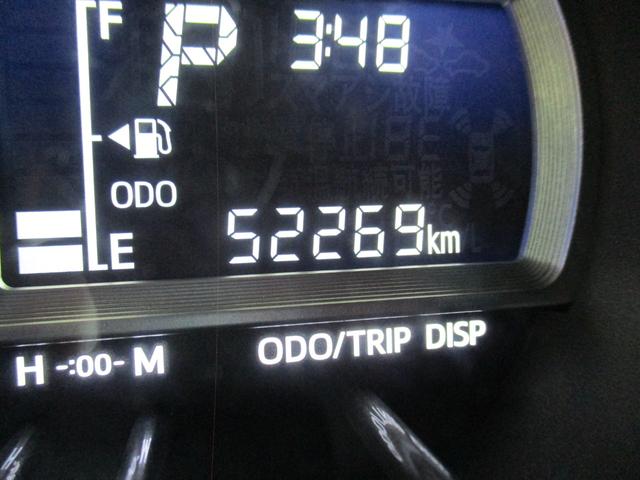 F
P 3:48
ODO
52269km
E
H -:00- M ODO/TRIP DISP